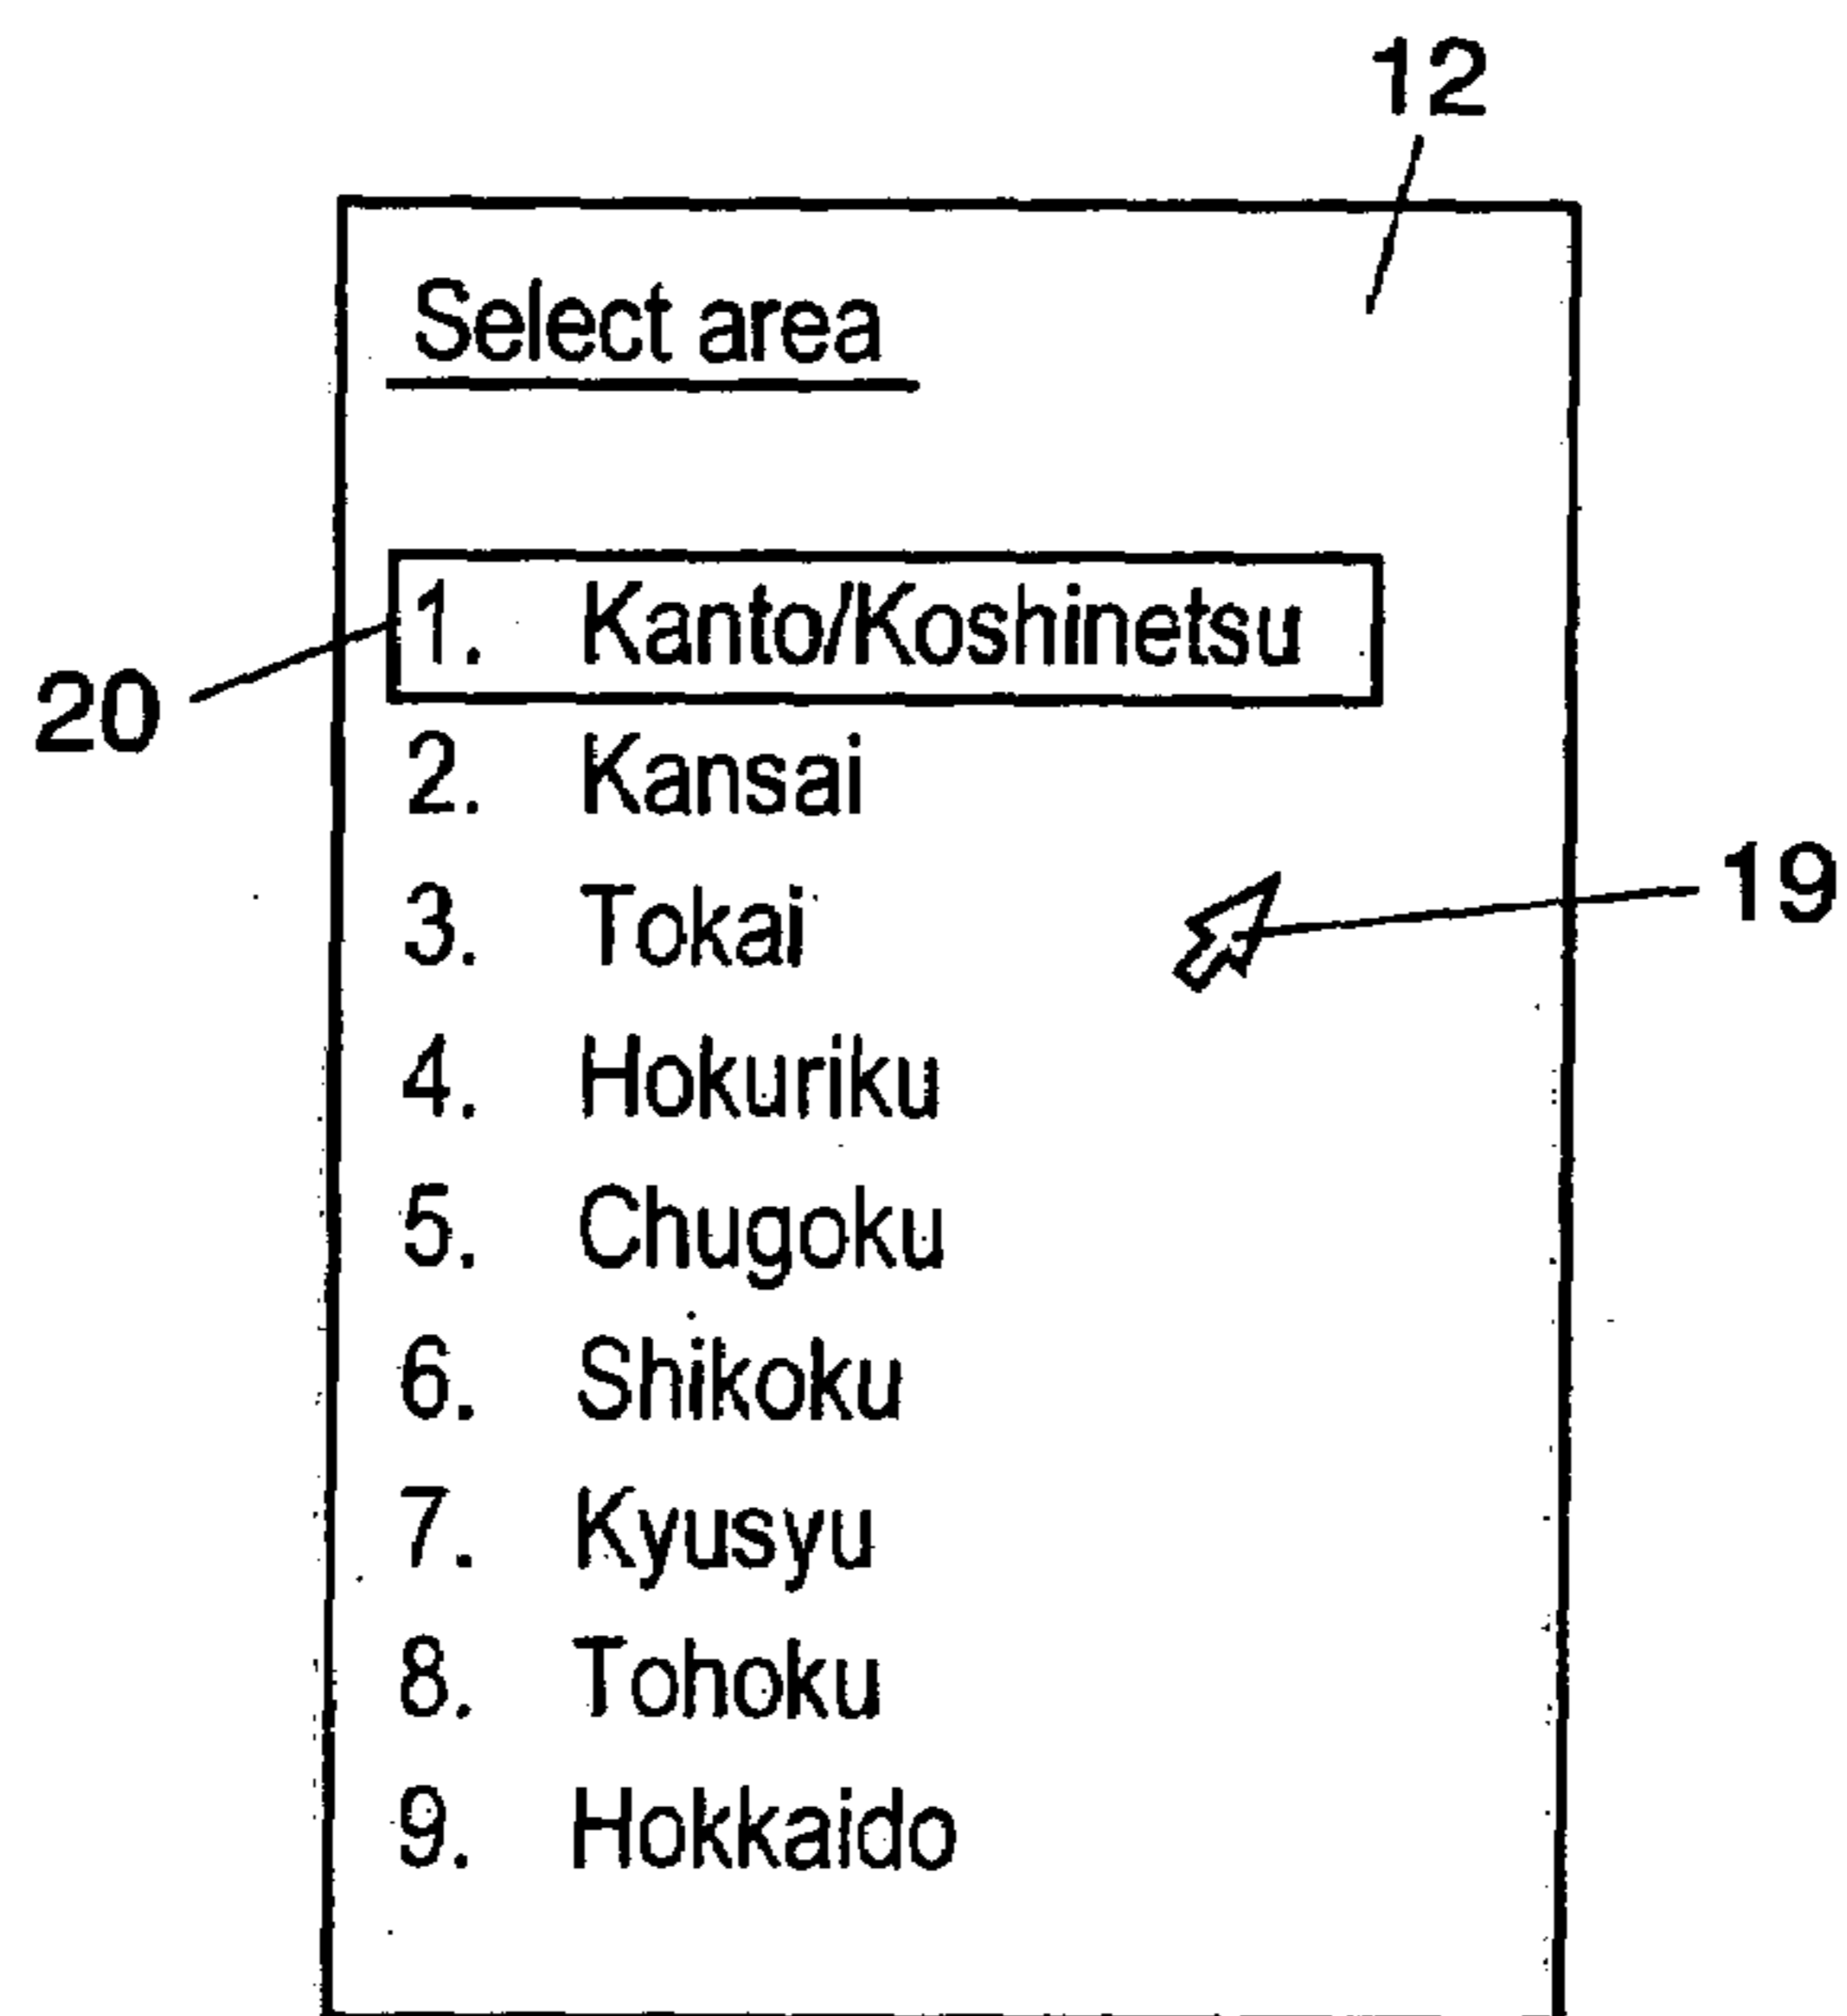 12
Select area
1. Kanto/Koshinetsu
20
2. Kansai
3. Tokai
19
4. Hokuriku
5. Chugoku
6. Shikoku
7. Kyusyu
8. Tohoku
9. Hokkaido